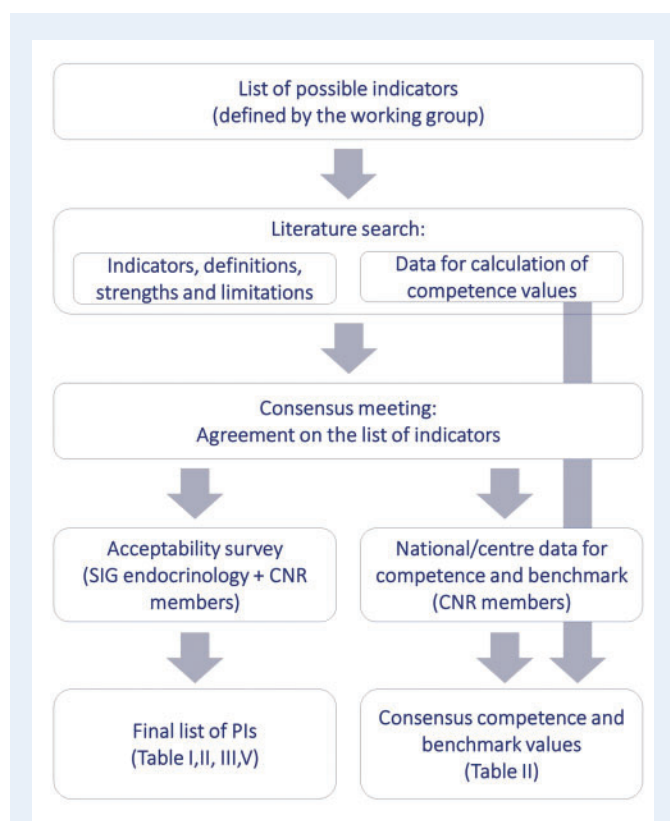 List of possible indicators
(defined by the working group)
Literature search:
Indicators, definitions,
strengths and limitations
Data for calculation of
competence values
Consensus meeting:
Agreement on the list of indicators
Acceptability survey
(SIG endocrinology + CNR
members)
National/centre data for
competence and benchmark
(CNR members)
Final list of PIs
(Table I,II, III,V)
Consensus competence and
benchmark values
(Table II)